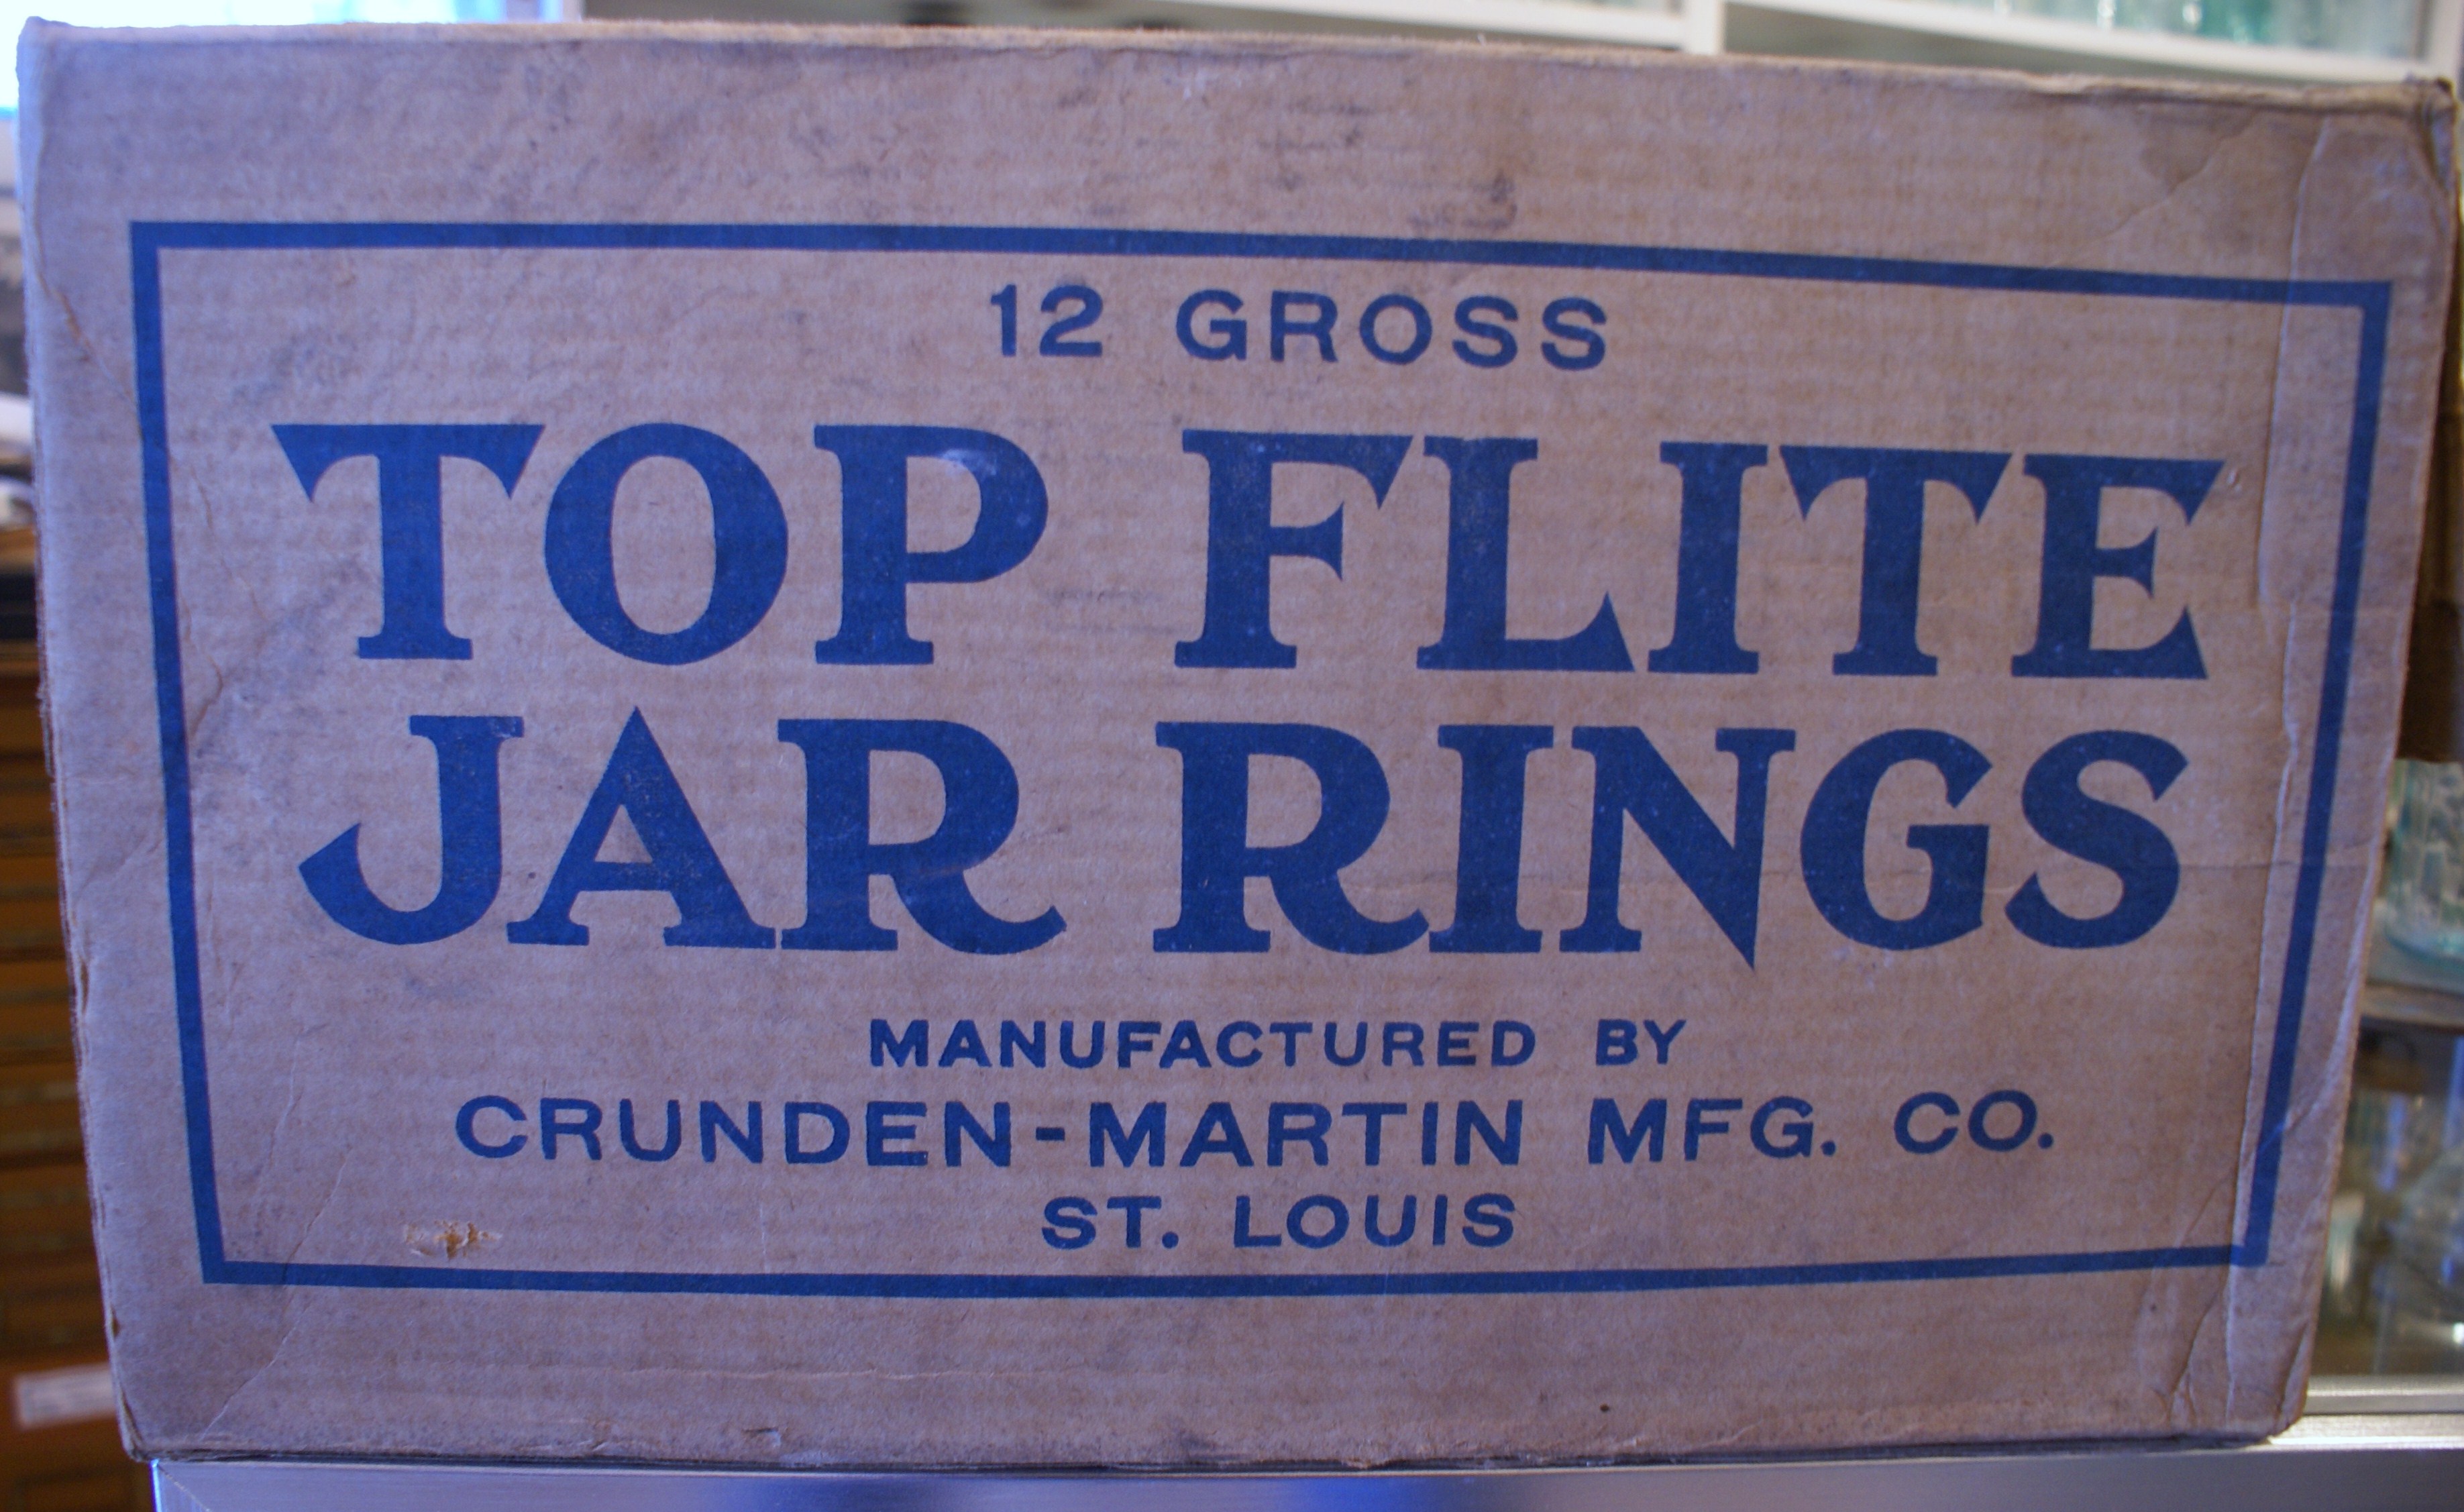 12 GROSS
TOP FLITE
JAR RINGS
MANUFACTURED BY
CRUNDEN-MARTIN MFG. CO.
ST. LOUIS